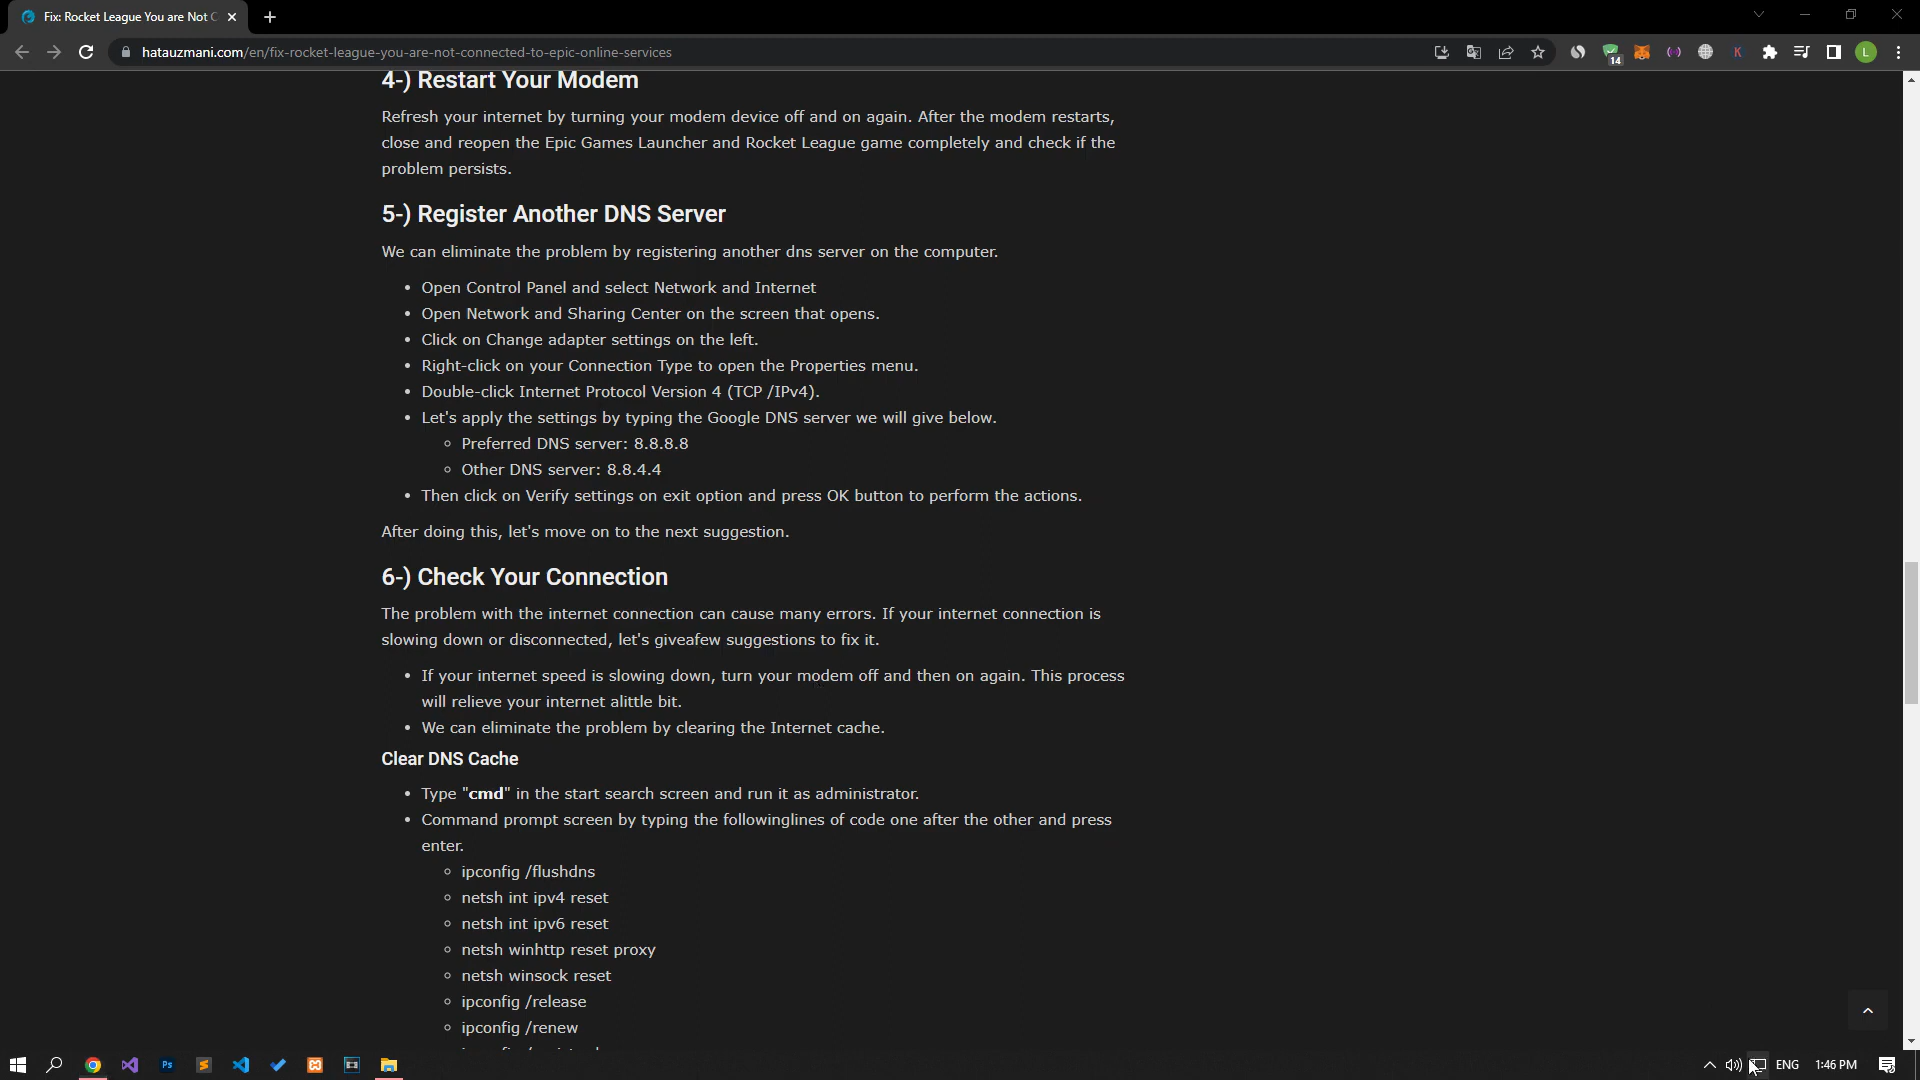 Fix: Rocket League You are Not C
hatauzmani.com/en/fix-rocket-league-you-are-not-connected-to-epic-online-services
14
K
L
4-) Restart Your Modem
Refresh your internet by turning your modem device off and on again. After the modem restarts,
close and reopen the Epic Games Launcher and Rocket League game completely and check if the
problem persists.
5-) Register Another DNS Server
We can eliminate the problem by registering another dns server on the computer.
• Open Control Panel and select Network and Internet
• Open Network and Sharing Center on the screen that opens.
• Click on Change adapter settings on the left.
• Right-click on your Connection Type to open the Properties menu.
• Double-click Internet Protocol Version 4 (TCP /IPv4).
• Let's apply the settings by typing the Google DNS server we will give below.
◦ Preferred DNS server: 8.8.8.8
◦ Other DNS server: 8.8.4.4
• Then click on Verify settings on exit option and press OK button to perform the actions.
After doing this, let's move on to the next suggestion.
6-) Check Your Connection
The problem with the internet connection can cause many errors. If your internet connection is
slowing down or disconnected, let's giveafew suggestions to fix it.
• If your internet speed is slowing down, turn your modem off and then on again. This process
will relieve your internet alittle bit.
• We can eliminate the problem by clearing the Internet cache.
Clear DNS Cache
• Type "cmd" in the start search screen and run it as administrator.
• Command prompt screen by typing the followinglines of code one after the other and press
enter.
◦ ipconfig /flushdns
◦ netsh int ipv4 reset
◦ netsh int ipv6 reset
◦ netsh winhttp reset proxy
◦ netsh winsock reset
◦ ipconfig /release
◦ ipconfig /renew
Ps
ENG
1:46 PM